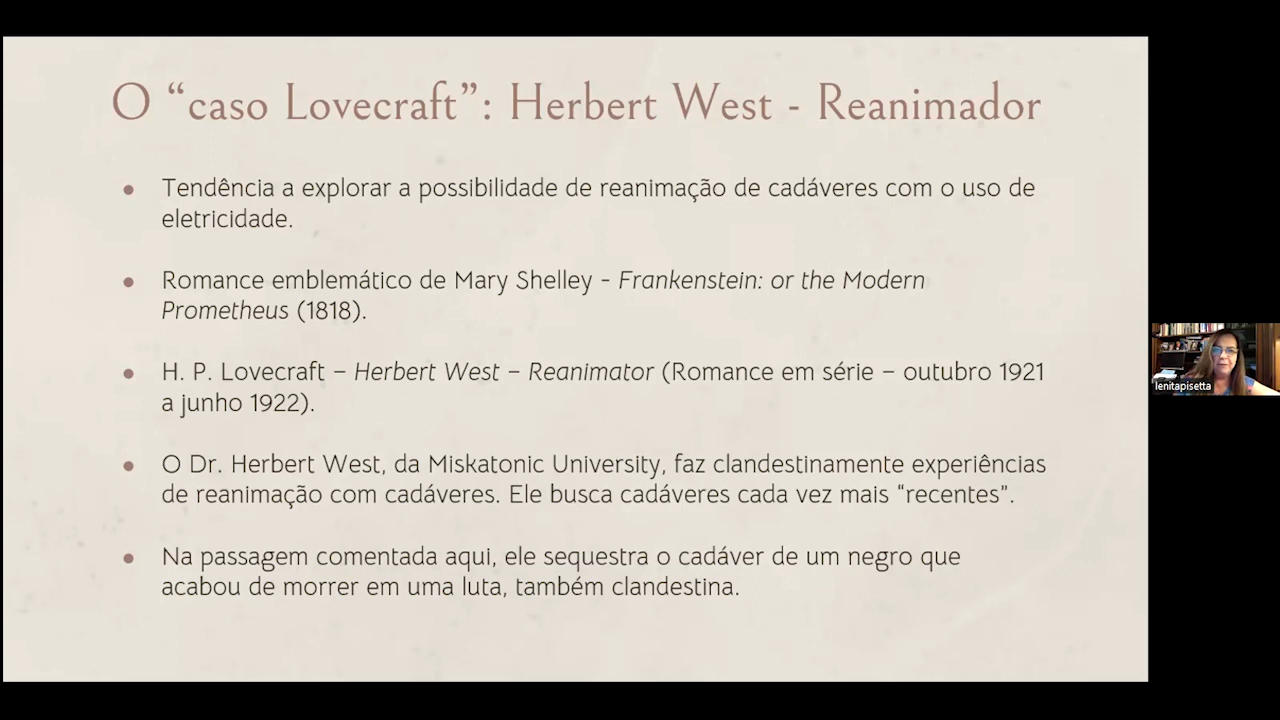 O “caso Lovecraft”: Herbert West - Reanimador
● Tendência a explorar a possibilidade de reanimação de cadáveres com o uso de
eletricidade.
● Romance emblemático de Mary Shelley - Frankenstein: or the Modern
Prometheus (1818).
● H. P. Lovecraft – Herbert West – Reanimator (Romance em série – outubro 1921
a junho 1922).
● O Dr. Herbert West, da Miskatonic University, faz clandestinamente experiências
de reanimação com cadáveres. Ele busca cadáveres cada vez mais “recentes”.
● Na passagem comentada aqui, ele sequestra o cadáver de um negro que
acabou de morrer em uma luta, também clandestina.
lenitapisetta